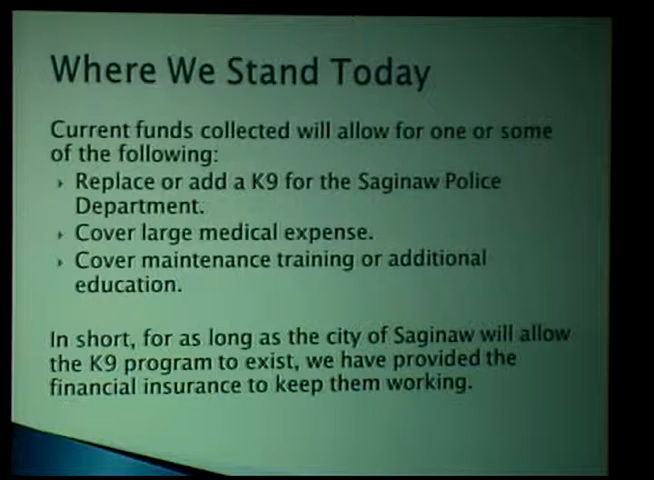 Where We Stand Today
Current funds collected will allow for one or some
of the following:
Replace or add a K9 for the Saginaw Police
Department.
Cover large medical expense.
Cover maintenance training or additional
education.
In short, for as long as the city of Saginaw will allow
the K9 program to exist, we have provided the
financial insurance to keep them working.